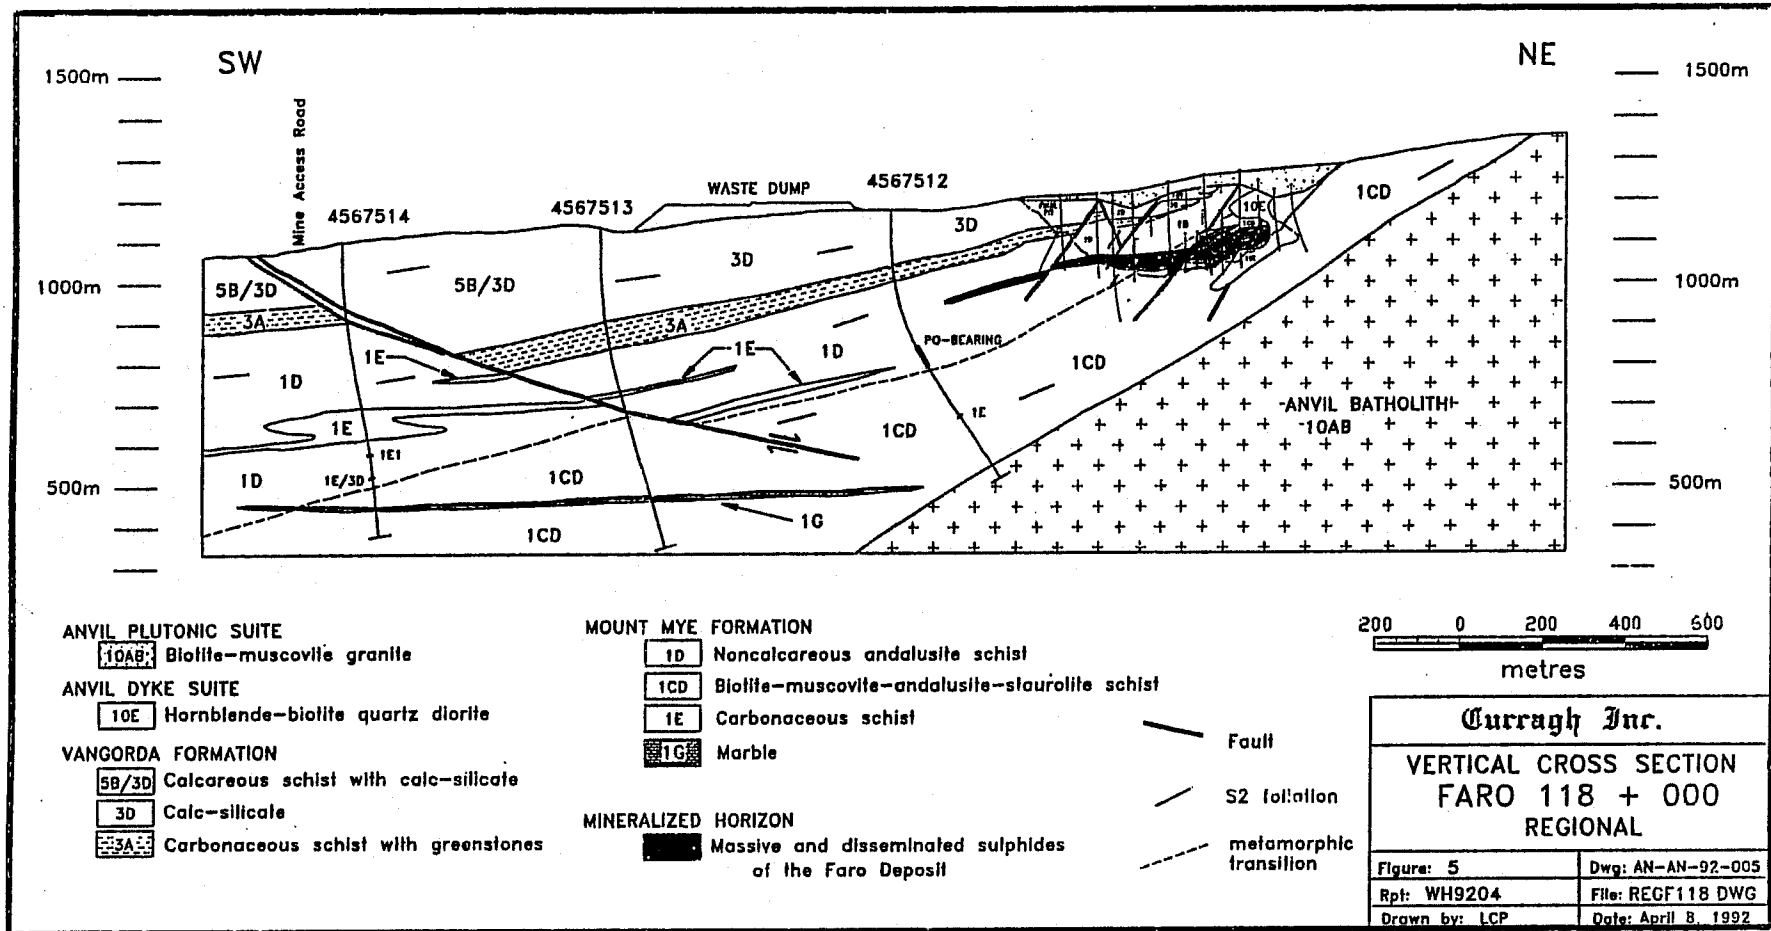 SW
NE
1500m
1500m
Mine Access Road
4567514
4567513
WASTE DUMP
4567512
3D
10E
1CD
1000m
1000m
5B/3D
5B/3D
3D
3A
3A
1E
1E
1D
PO-BEARING
1D
1CD
1E
ANVIL BATHOLITH
10AB
1E
1E1
1CD
1D
1E/3D
1CD
500m
500m
1G
1CD
ANVIL PLUTONIC SUITE
10AB Biotite-muscovite granite
ANVIL DYKE SUITE
10E Hornblende-biotite quartz diorite
VANGORDA FORMATION
5B/3D Calcareous schist with calc-silicate
3D Calc-silicate
3A Carbonaceous schist with greenstones
MOUNT MYE FORMATION
1D Noncalcareous andalusite schist
1CD Biotite-muscovite-andalusite-staurolite schist
1E Carbonaceous schist
1G Marble
MINERALIZED HORIZON
Massive and disseminated sulphides
of the Faro Deposit
Fault
S2 foliation
metamorphic
transition
200 0 200 400 600
metres
Curragh Inc.
VERTICAL CROSS SECTION
FARO 118 + 000
REGIONAL
Figure: 5
Dwg: AN-AN-92-005
Rpt: WH9204
File: REGF118 DWG
Drawn by: LCP
Date: April 8, 1992